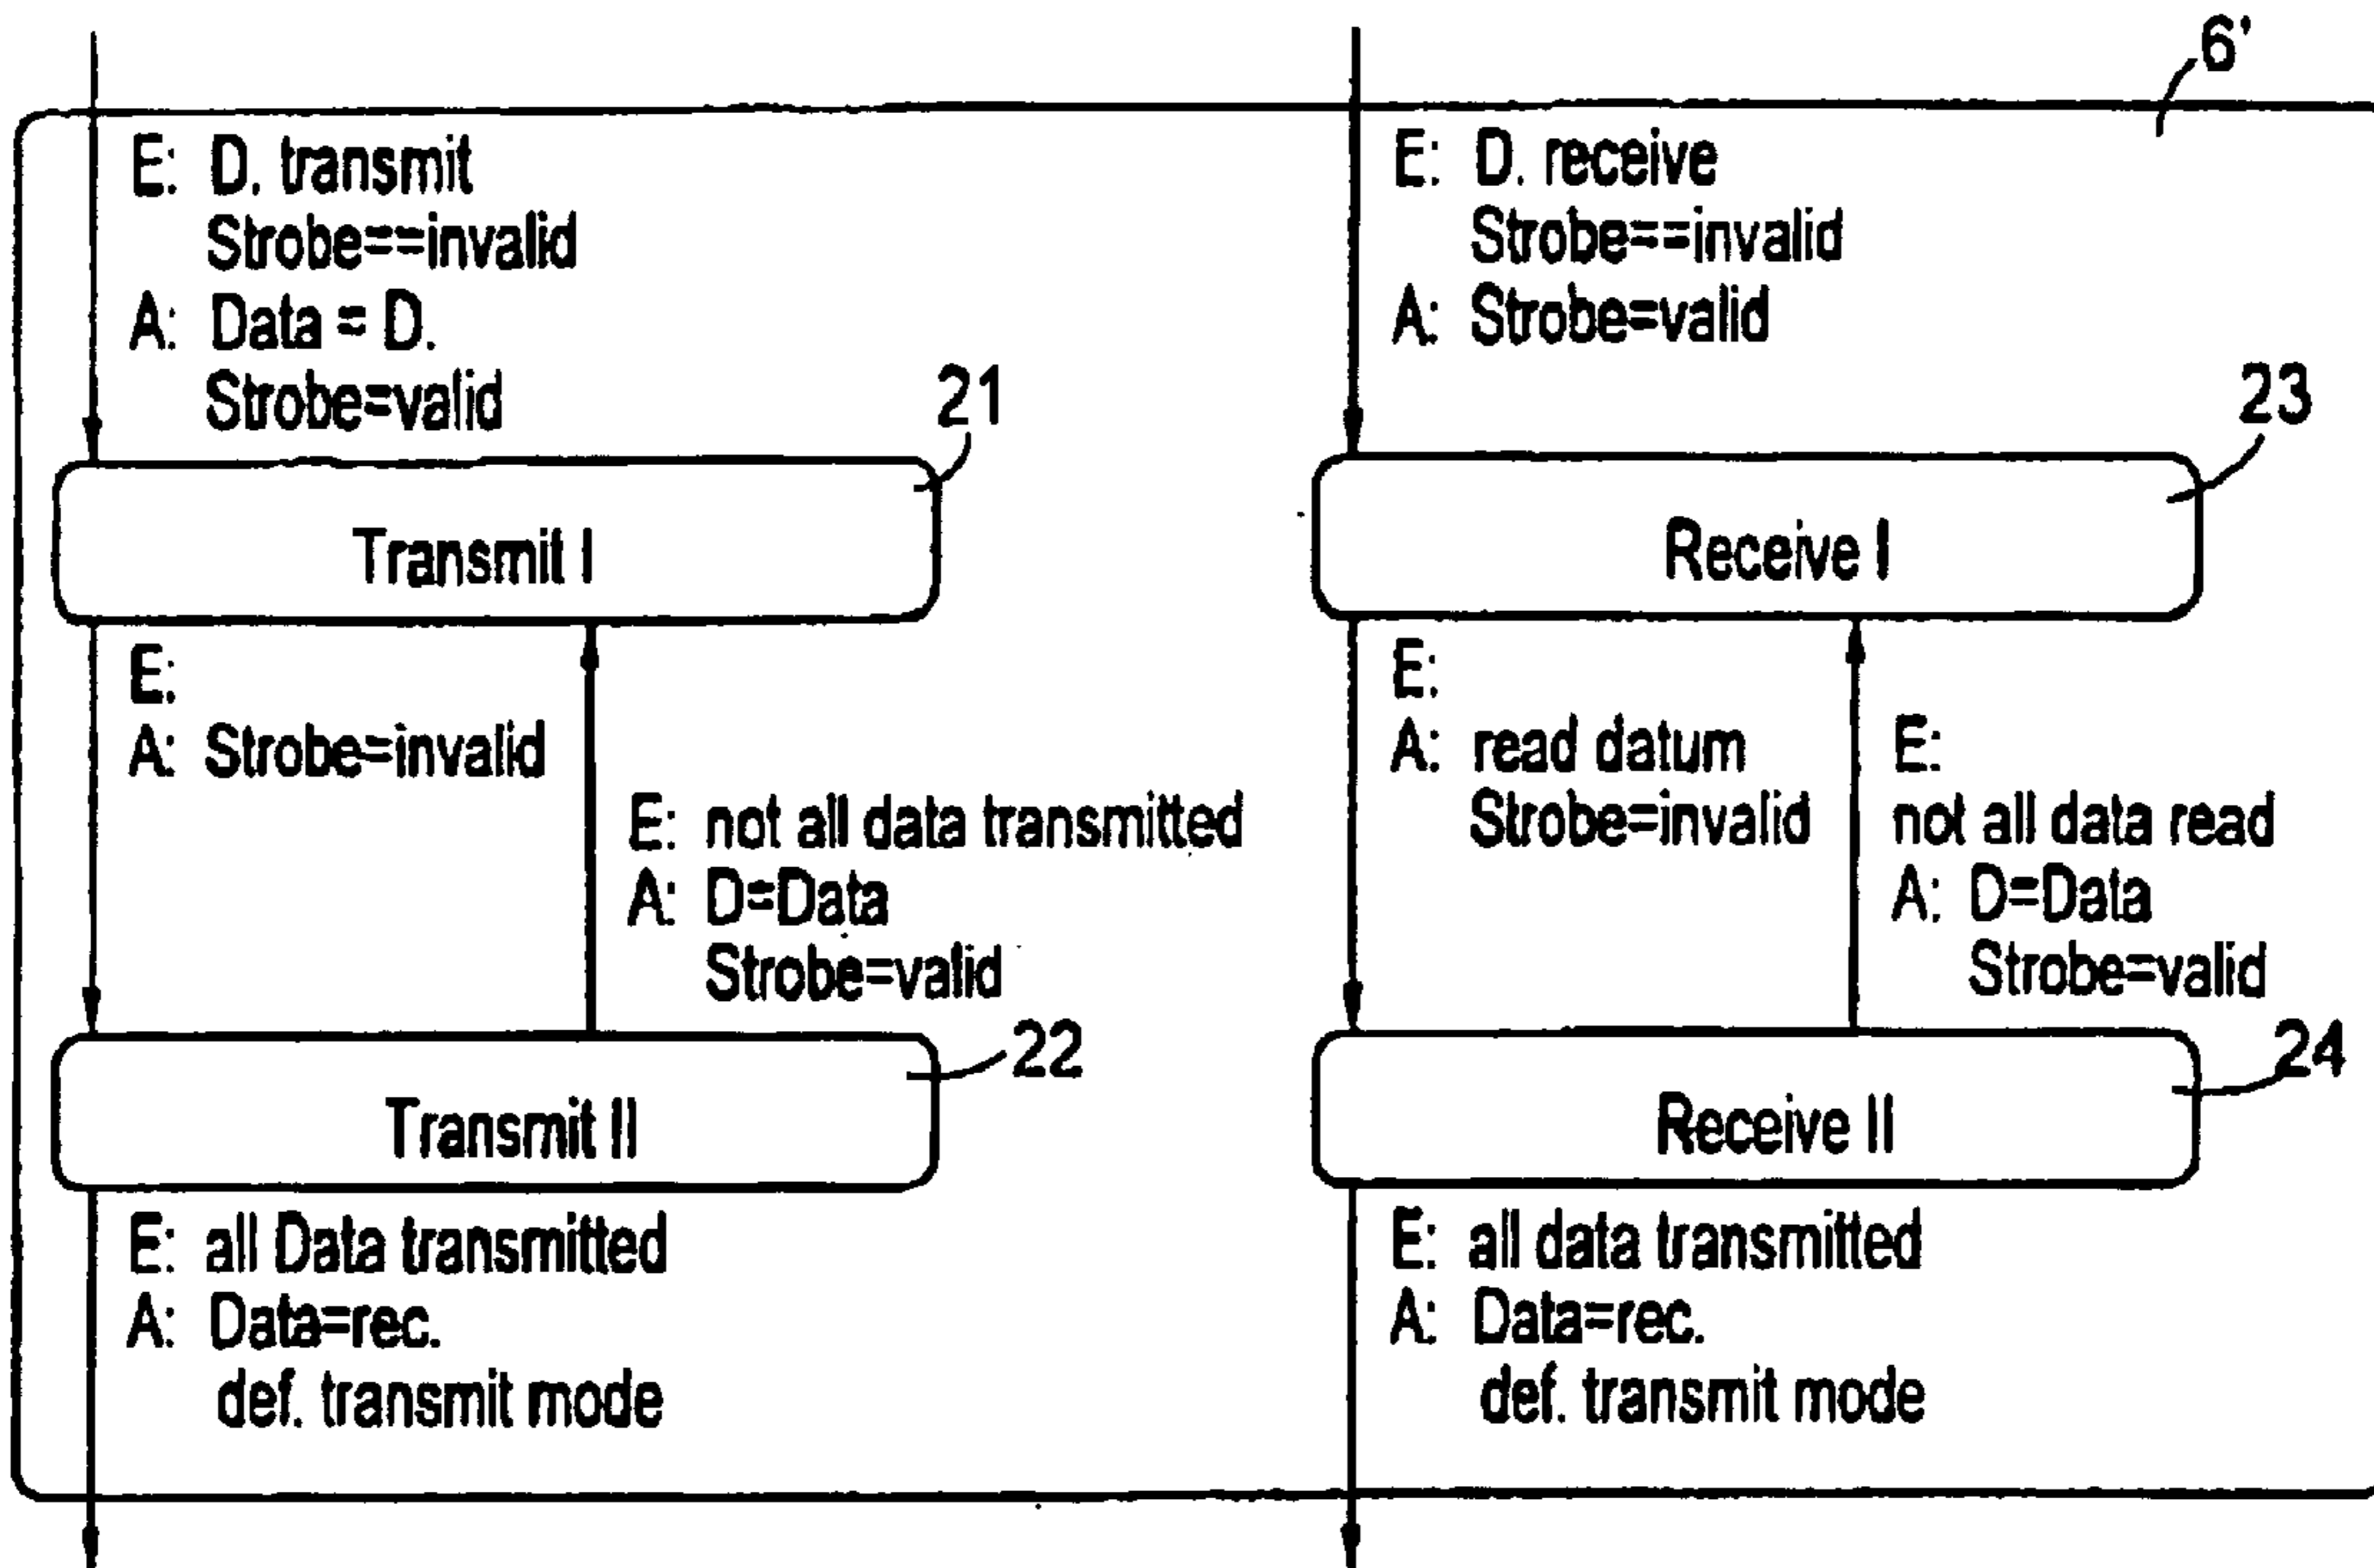 6'
E: D. transmit
Strobe==invalid
A: Data = D.
Strobe=valid
21
Transmit I
E:
A: Strobe=invalid
E: not all data transmitted
A: D=Data
Strobe=valid
22
Transmit II
E: all Data transmitted
A: Data=rec.
def. transmit mode
E: D. receive
Strobe==invalid
A: Strobe=valid
23
Receive I
E:
A: read datum
Strobe=invalid
E:
not all data read
A: D=Data
Strobe=valid
24
Receive II
E: all data transmitted
A: Data=rec.
def. transmit mode